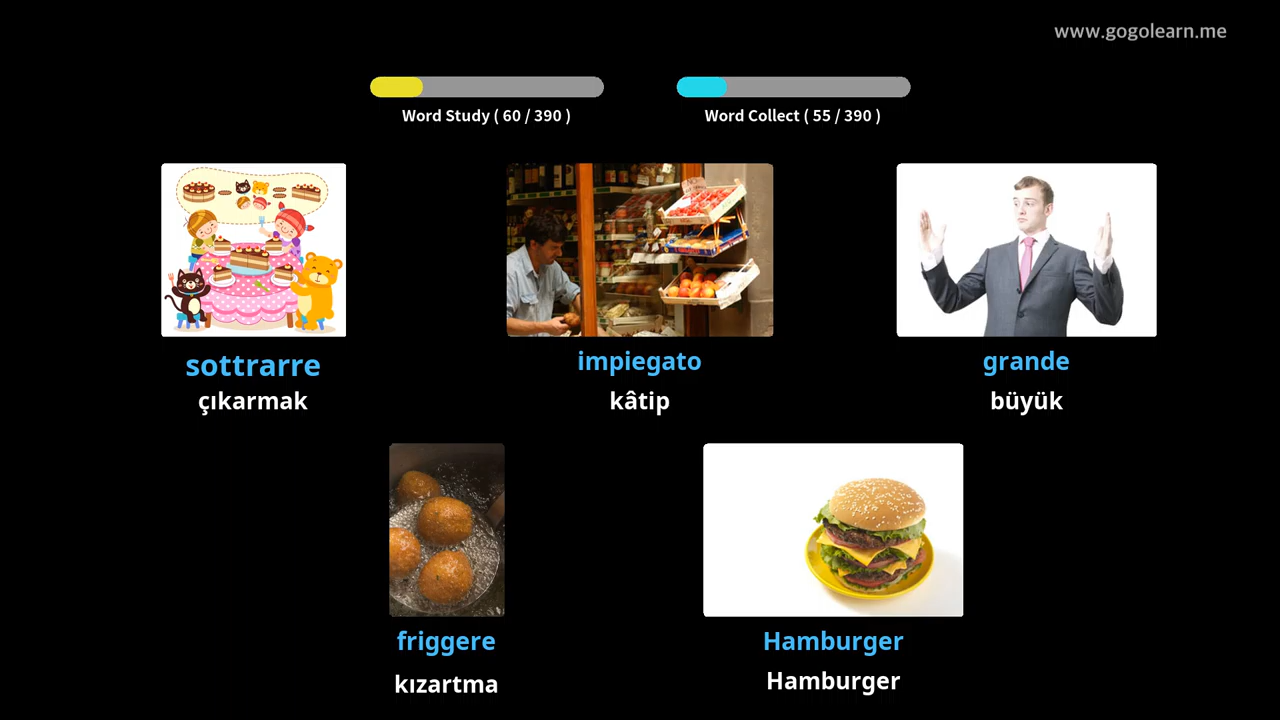 www.gogolearn.me
Word Study ( 60 / 390 )
Word Collect ( 55 / 390 )
sottrarre
çıkarmak
impiegato
kâtip
grande
büyük
friggere
kızartma
Hamburger
Hamburger